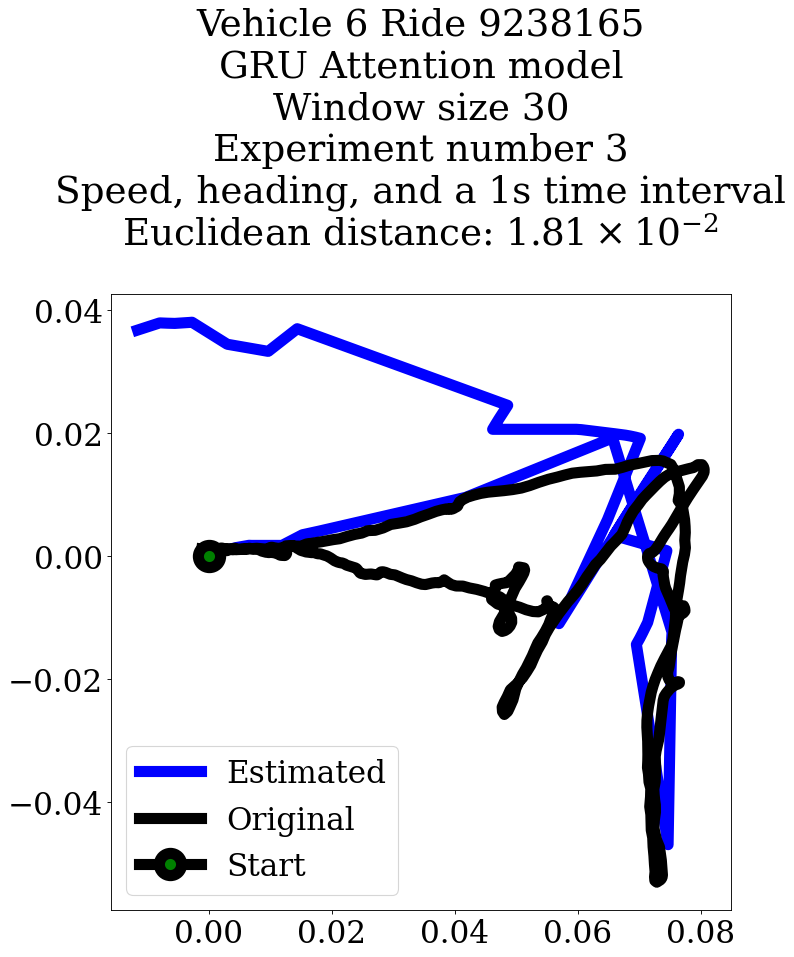 Vehicle 6 Ride 9238165
GRU Attention model
Window size 30
Experiment number 3
Speed, heading, and a 1s time interval
Euclidean distance: 1.81 × 10⁻²
0.04
0.02
0.00
−0.02
−0.04
Estimated
Original
Start
0.00 0.02 0.04 0.06 0.08